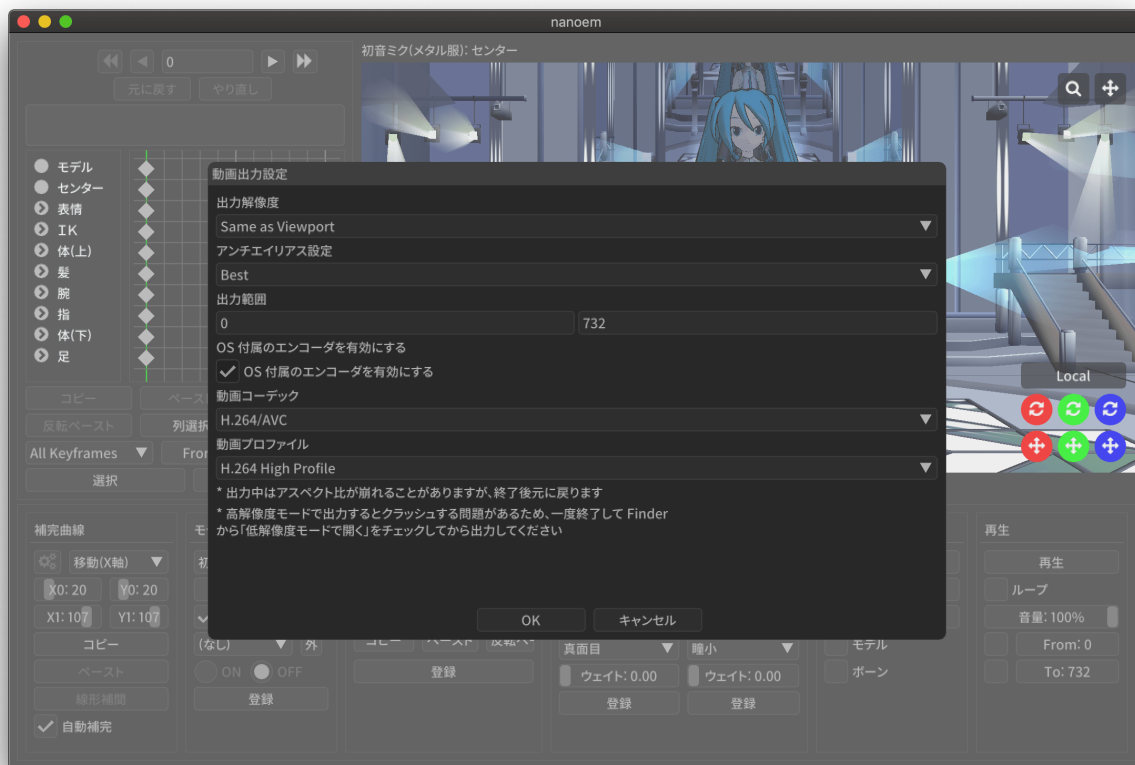 nanoem
0
元に戻す やり直し
初音ミク(メタル服): センター
モデル
センター
表情
IK
体(上)
髪
腕
指
体(下)
足
コピー ペースト
反転ペースト 列選択
All Keyframes
選択
動画出力設定
出力解像度
Same as Viewport
アンチエイリアス設定
Best
出力範囲
0 732
OS 付属のエンコーダを有効にする
OS 付属のエンコーダを有効にする
動画コーデック
H.264/AVC
動画プロファイル
H.264 High Profile
* 出力中はアスペクト比が崩れることがありますが、終了後元に戻ります
* 高解像度モードで出力するとクラッシュする問題があるため、一度終了して Finder
から「低解像度モードで開く」をチェックしてから出力してください
OK キャンセル
Local
補完曲線
移動(X軸)
X0: 20 Y0: 20
X1: 107 Y1: 107
コピー
ペースト
線形補間
自動補完
(なし) 外
ON OFF
登録
コピー ペースト
登録
真面目 瞳小
ウェイト: 0.00 ウェイト: 0.00
登録 登録
モデル
ボーン
再生
再生
ループ
音量: 100%
From: 0
To: 732